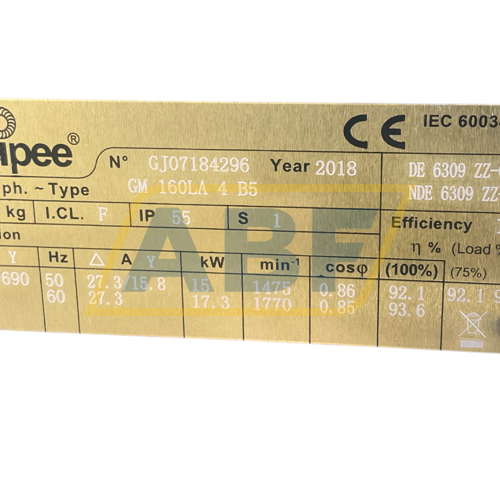 CE IEC 6003
pee®
N° GJ07184296 Year 2018 DE 6309 ZZ-
ph. ~ Type GM 160LA 4 B5 NDE 6309 ZZ
kg I.CL. F IP 55 S 1 Efficiency
η % (Load %
Y Hz Δ A Y kW min⁻¹ cosφ (100%) (75%)
690 50 27.3 15.8 15 1475 0.86 92.1 92.1
60 27.3 17.3 1770 0.85 93.6
ABF